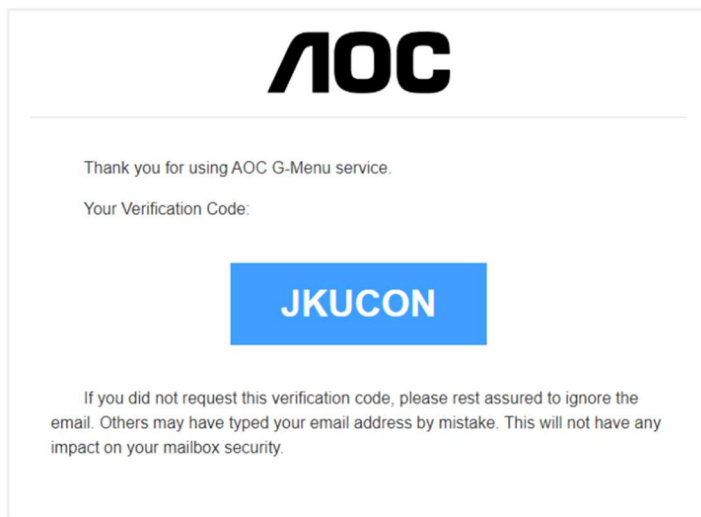 AOC
Thank you for using AOC G-Menu service.
Your Verification Code:
JKUCON
If you did not request this verification code, please rest assured to ignore the
email. Others may have typed your email address by mistake. This will not have any
impact on your mailbox security.